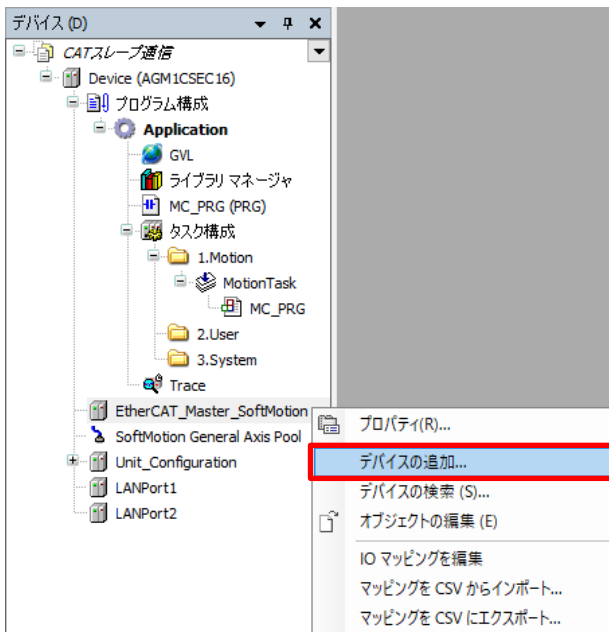 デバイス (D)
CATスレーブ通信
Device (AGM1CSEC16)
プログラム構成
Application
GVL
ライブラリ マネージャ
MC_PRG (PRG)
タスク構成
1.Motion
MotionTask
MC_PRG
2.User
3.System
Trace
EtherCAT_Master_SoftMotion
SoftMotion General Axis Pool
Unit_Configuration
LANPort1
LANPort2
プロパティ(R)...
デバイスの追加...
デバイスの検索 (S)...
オブジェクトの編集 (E)
IO マッピングを編集
マッピングを CSV からインポート...
マッピングを CSV にエクスポート...